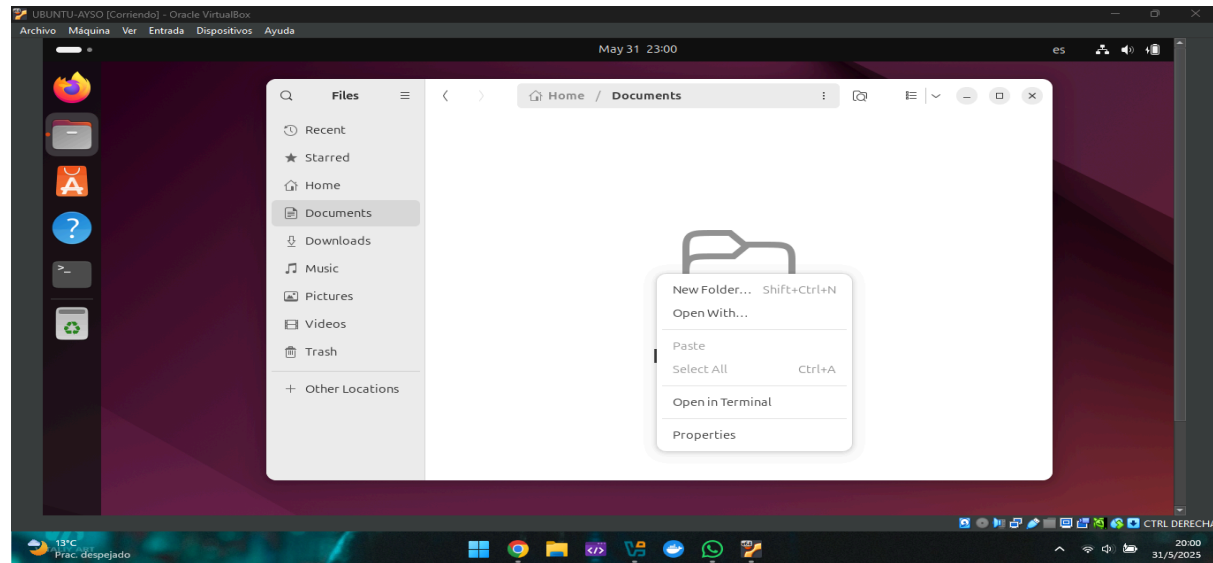 UBUNTU-AYSO [Corriendo] - Oracle VirtualBox
Archivo Máquina Ver Entrada Dispositivos Ayuda
May 31 23:00
es
Files
Home / Documents
Recent
Starred
Home
Documents
Downloads
Music
Pictures
Videos
Trash
+ Other Locations
New Folder... Shift+Ctrl+N
Open With...
Paste
Select All Ctrl+A
Open in Terminal
Properties
CTRL DERECHA
13°C
Prac. despejado
20:00
31/5/2025